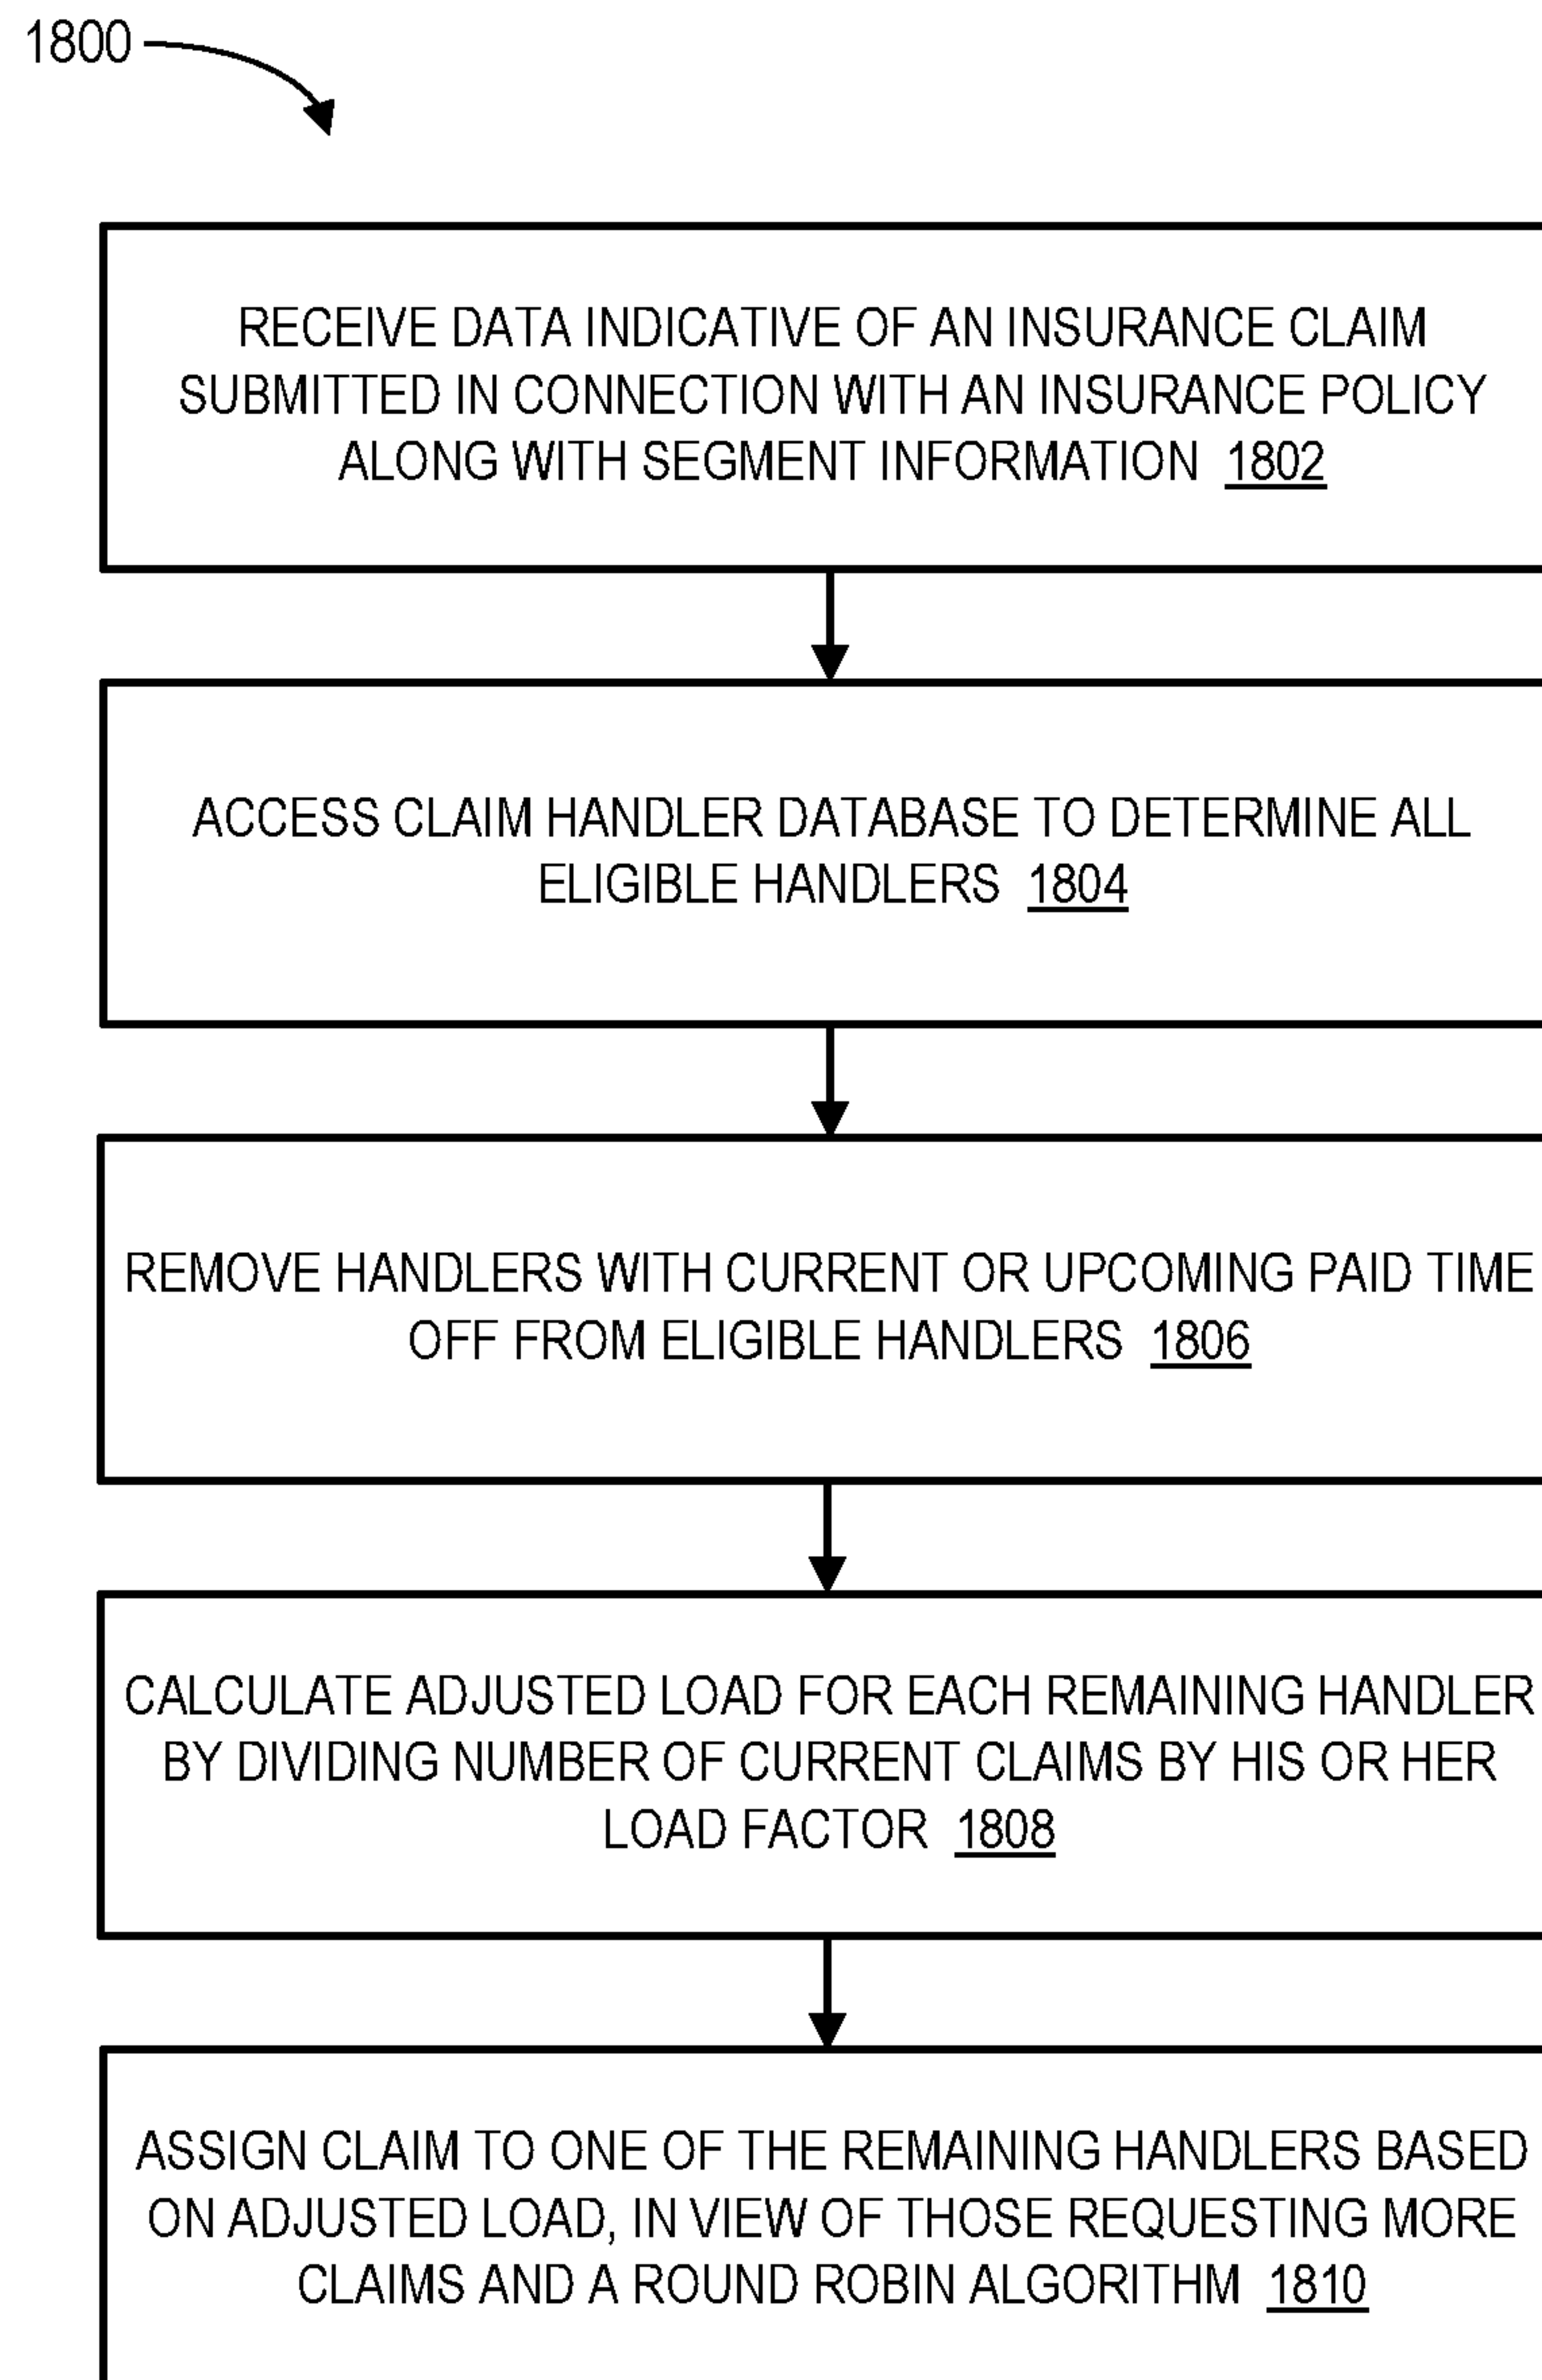 1800
RECEIVE DATA INDICATIVE OF AN INSURANCE CLAIM
SUBMITTED IN CONNECTION WITH AN INSURANCE POLICY
ALONG WITH SEGMENT INFORMATION 1802
ACCESS CLAIM HANDLER DATABASE TO DETERMINE ALL
ELIGIBLE HANDLERS 1804
REMOVE HANDLERS WITH CURRENT OR UPCOMING PAID TIME
OFF FROM ELIGIBLE HANDLERS 1806
CALCULATE ADJUSTED LOAD FOR EACH REMAINING HANDLER
BY DIVIDING NUMBER OF CURRENT CLAIMS BY HIS OR HER
LOAD FACTOR 1808
ASSIGN CLAIM TO ONE OF THE REMAINING HANDLERS BASED
ON ADJUSTED LOAD, IN VIEW OF THOSE REQUESTING MORE
CLAIMS AND A ROUND ROBIN ALGORITHM 1810